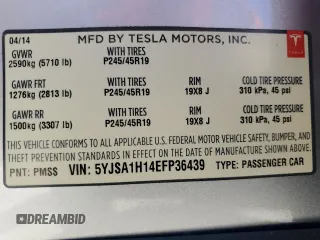 04/14 MFD BY TESLA MOTORS, INC.
GVWR WITH TIRES
2590kg (5710 lb) P245/45R19
TESLA
GAWR FRT WITH TIRES RIM COLD TIRE PRESSURE
1276kg (2813 lb) P245/45R19 19X8 J 310 kPA, 45 psi
GAWR RR WITH TIRES RIM COLD TIRE PRESSURE
1500kg (3307 lb) P245/45R19 19X8 J 310 kPA, 45 psi
THIS VEHICLE CONFORMS TO ALL APPLICABLE U.S. FEDERAL MOTOR VEHICLE SAFETY, BUMPER, AND
THEFT PREVENTION STANDARDS IN EFFECT ON THE DATE OF MANUFACTURE SHOWN ABOVE.
PNT: PMSS VIN: 5YJSA1H14EFP36439 TYPE: PASSENGER CAR
DREAMBID